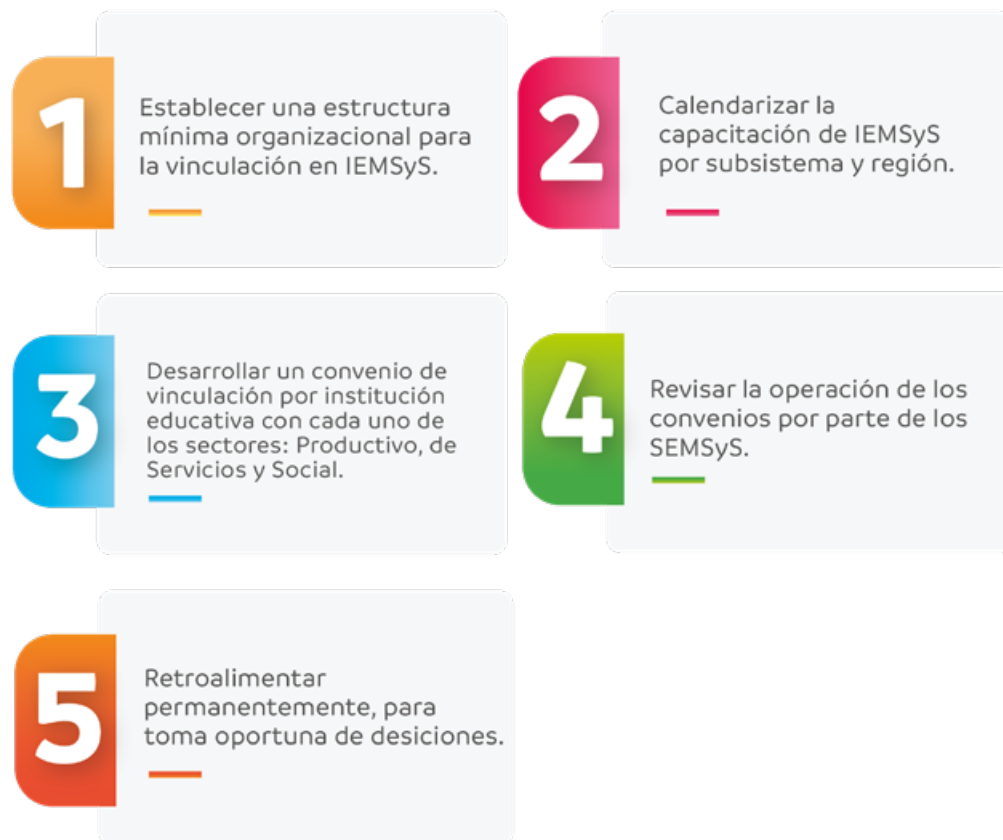 1
Establecer una estructura
mínima organizacional para
la vinculación en IEMSyS.
2
Calendarizar la
capacitación de IEMSyS
por subsistema y región.
3
Desarrollar un convenio de
vinculación por institución
educativa con cada uno de
los sectores: Productivo, de
Servicios y Social.
4
Revisar la operación de los
convenios por parte de los
SEMSyS.
5
Retroalimentar
permanentemente, para
toma oportuna de desiciones.